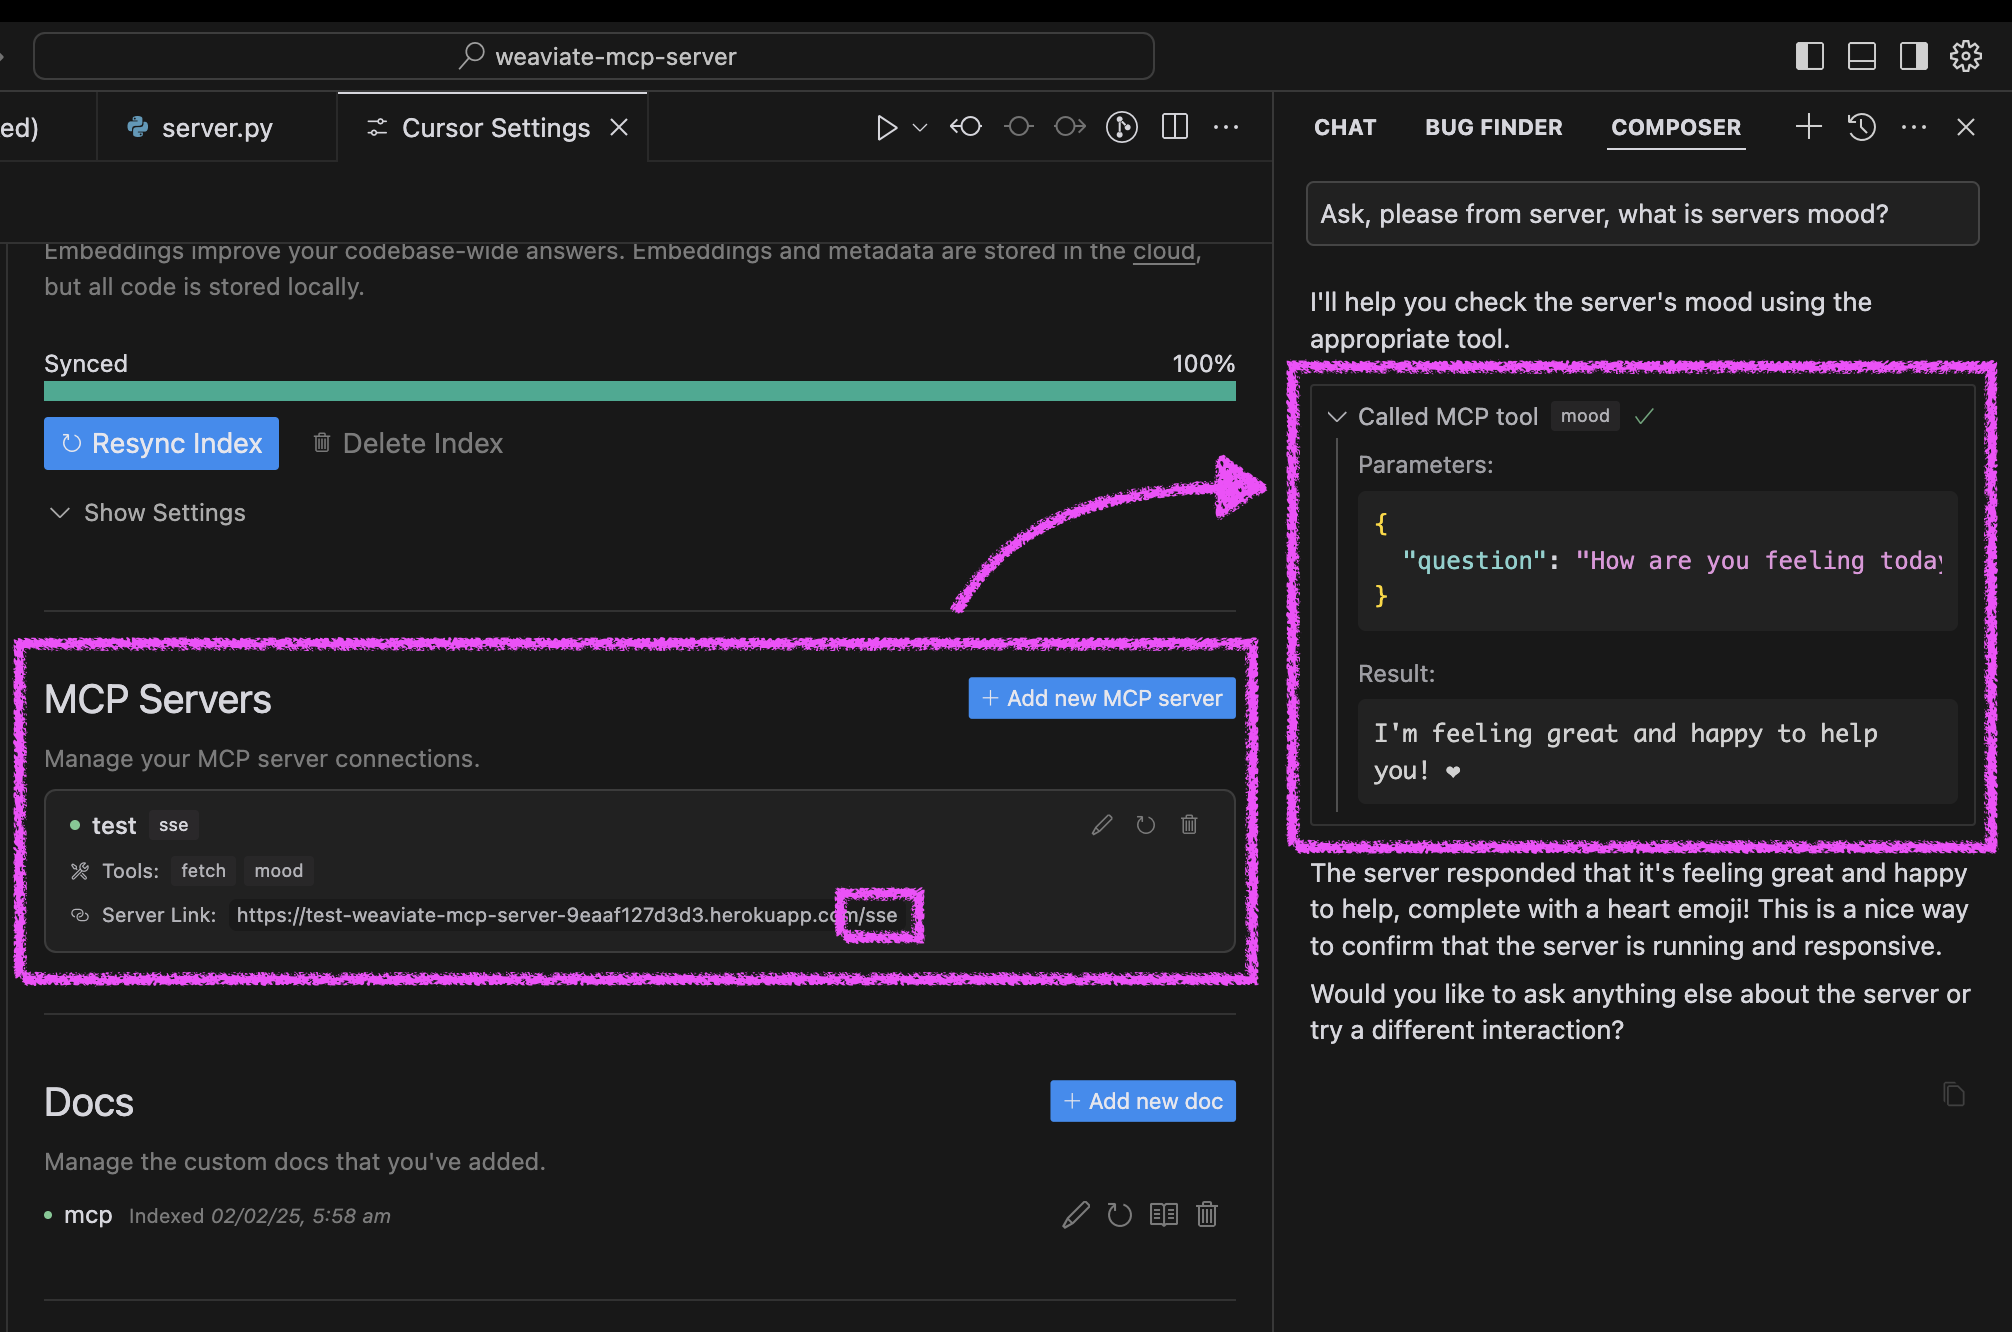 weaviate-mcp-server
ed)
server.py
Cursor Settings
CHAT
BUG FINDER
COMPOSER
Embeddings improve your codebase-wide answers. Embeddings and metadata are stored in the cloud,
but all code is stored locally.
Synced
100%
Resync Index
Delete Index
Show Settings
MCP Servers
+ Add new MCP server
Manage your MCP server connections.
test sse
Tools: fetch mood
Server Link: https://test-weaviate-mcp-server-9eaaf127d3d3.herokuapp.com/sse
Docs
+ Add new doc
Manage the custom docs that you've added.
mcp Indexed 02/02/25, 5:58 am
Ask, please from server, what is servers mood?
I'll help you check the server's mood using the
appropriate tool.
Called MCP tool mood ✓
Parameters:
{
"question": "How are you feeling today
}
Result:
I'm feeling great and happy to help
you! ❤
The server responded that it's feeling great and happy
to help, complete with a heart emoji! This is a nice way
to confirm that the server is running and responsive.
Would you like to ask anything else about the server or
try a different interaction?